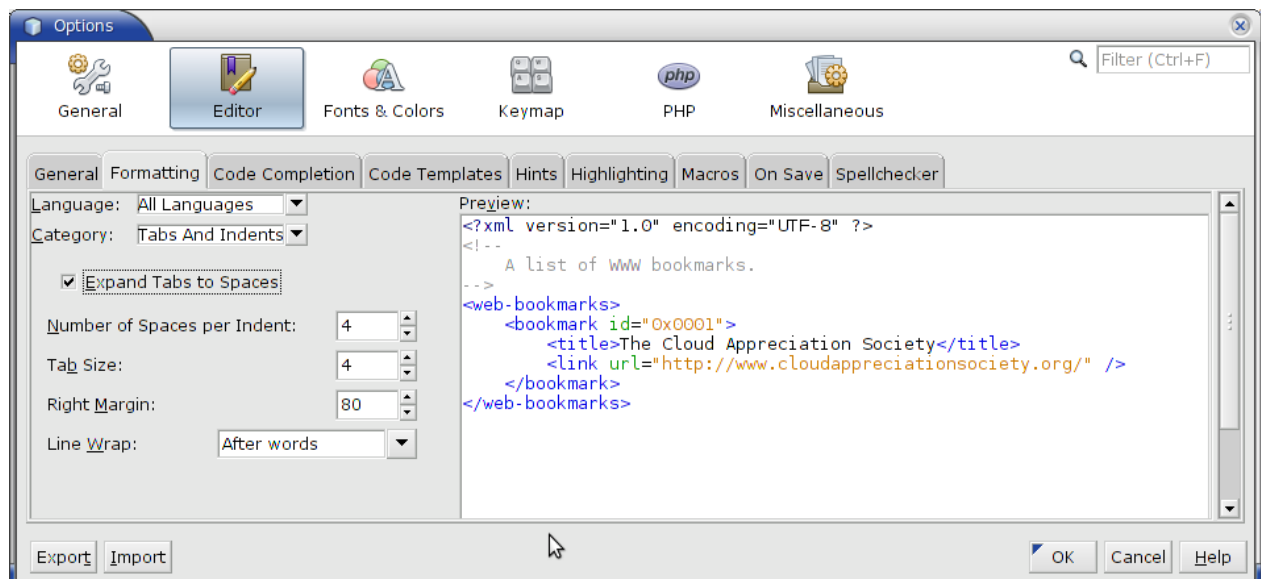 Options
Filter (Ctrl+F)
General Editor Fonts & Colors Keymap PHP Miscellaneous
General Formatting Code Completion Code Templates Hints Highlighting Macros On Save Spellchecker
Language: All Languages
Category: Tabs And Indents
Expand Tabs to Spaces
Number of Spaces per Indent: 4
Tab Size: 4
Right Margin: 80
Line Wrap: After words
Preview:
<?xml version="1.0" encoding="UTF-8" ?>
<!--
    A list of WWW bookmarks.
-->
<web-bookmarks>
    <bookmark id="0x0001">
        <title>The Cloud Appreciation Society</title>
        <link url="http://www.cloudappreciationsociety.org/" />
    </bookmark>
</web-bookmarks>
Export Import OK Cancel Help